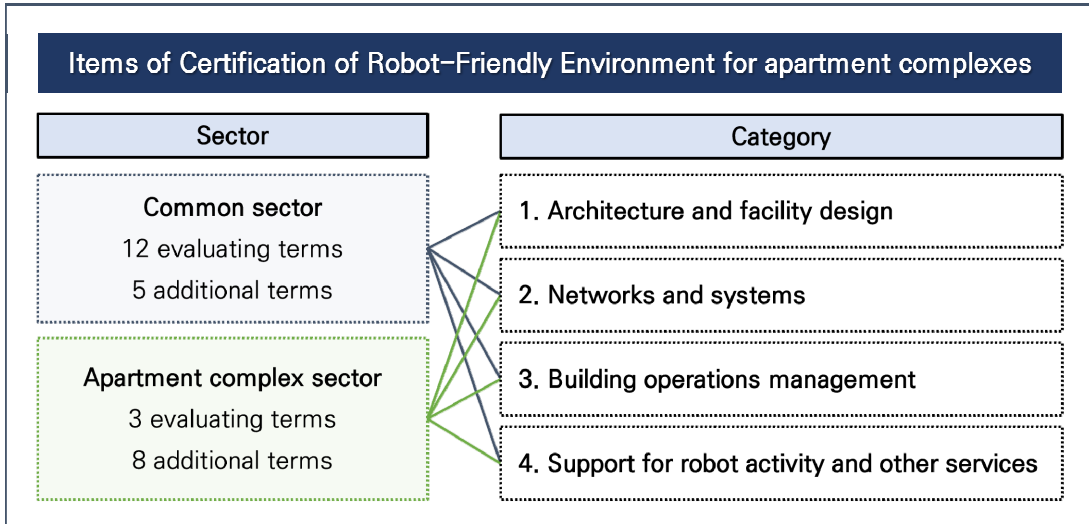 Items of Certification of Robot-Friendly Environment for apartment complexes
Sector
Category
Common sector
12 evaluating terms
5 additional terms
Apartment complex sector
3 evaluating terms
8 additional terms
1. Architecture and facility design
2. Networks and systems
3. Building operations management
4. Support for robot activity and other services